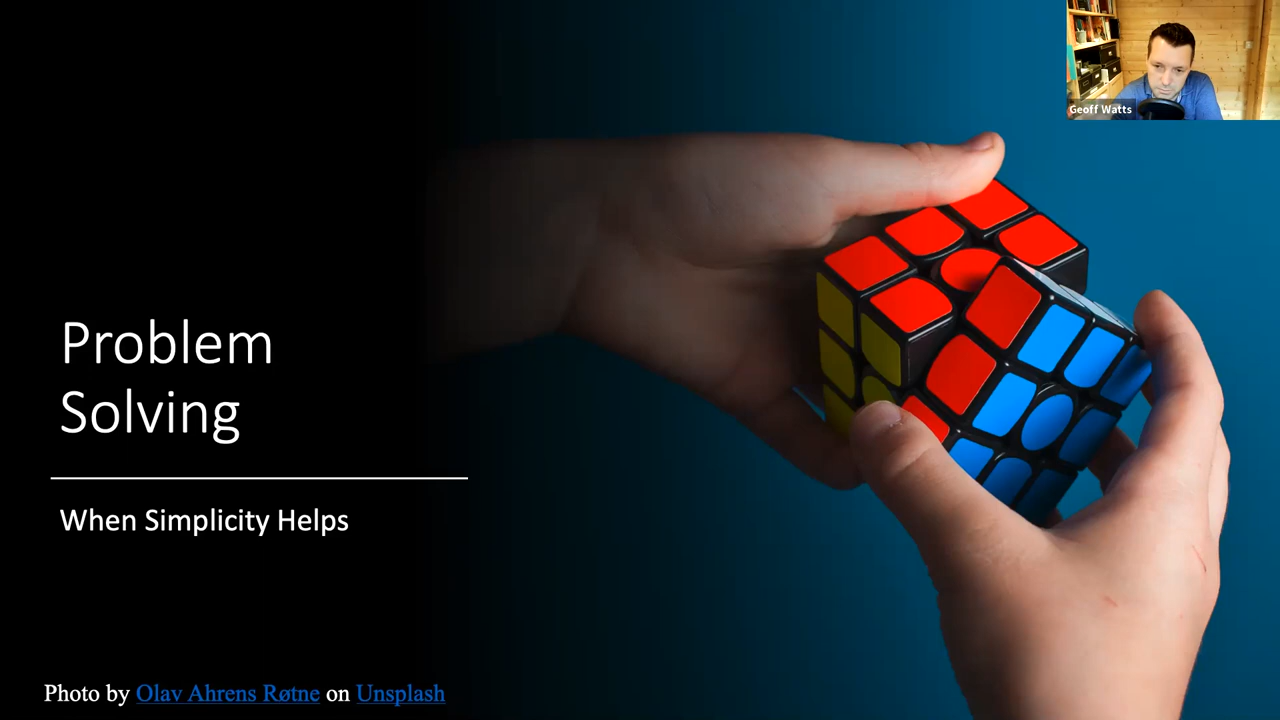 Geoff Watts
Problem
Solving
When Simplicity Helps
Photo by Olav Ahrens Røtne on Unsplash